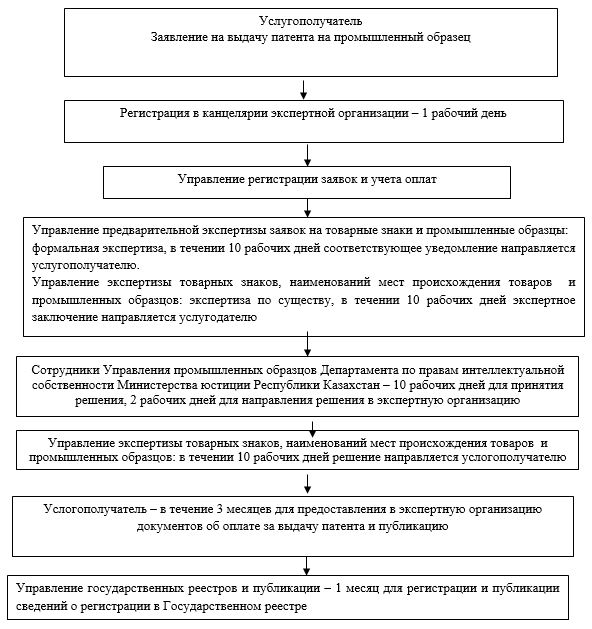 Услугополучатель
Заявление на выдачу патента на промышленный образец
Регистрация в канцелярии экспертной организации – 1 рабочий день
Управление регистрации заявок и учета оплат
Управление предварительной экспертизы заявок на товарные знаки и промышленные образцы:
формальная экспертиза, в течении 10 рабочих дней соответствующее уведомление направляется
услугополучателю.
Управление экспертизы товарных знаков, наименований мест происхождения товаров и
промышленных образцов: экспертиза по существу, в течении 10 рабочих дней экспертное
заключение направляется услугодателю
Сотрудники Управления промышленных образцов Департамента по правам интеллектуальной
собственности Министерства юстиции Республики Казахстан – 10 рабочих дней для принятия
решения, 2 рабочих дней для направления решения в экспертную организацию
Управление экспертизы товарных знаков, наименований мест происхождения товаров и
промышленных образцов: в течении 10 рабочих дней решение направляется услогополучателю
Услогополучатель – в течение 3 месяцев для предоставления в экспертную организацию
документов об оплате за выдачу патента и публикацию
Управление государственных реестров и публикации – 1 месяц для регистрации и публикации
сведений о регистрации в Государственном реестре